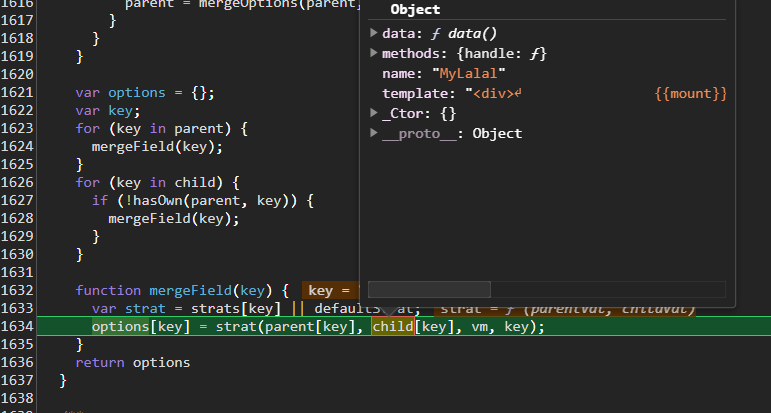 1616 parent = mergeOptions(parent,
1617 }
1618 }
1619 }
1620
1621 var options = {};
1622 var key;
1623 for (key in parent) {
1624 mergeField(key);
1625 }
1626 for (key in child) {
1627 if (!hasOwn(parent, key)) {
1628 mergeField(key);
1629 }
1630 }
1631
1632 function mergeField(key) { key =
1633 var strat = strats[key] || defaultStrat; strat = ƒ (parentVal, childVal)
1634 options[key] = strat(parent[key], child[key], vm, key);
1635 }
1636 return options
1637 }
1638
Object
data: ƒ data()
methods: {handle: ƒ}
name: "MyLalal"
template: "<div>↵ {{mount}}
_Ctor: {}
__proto__: Object